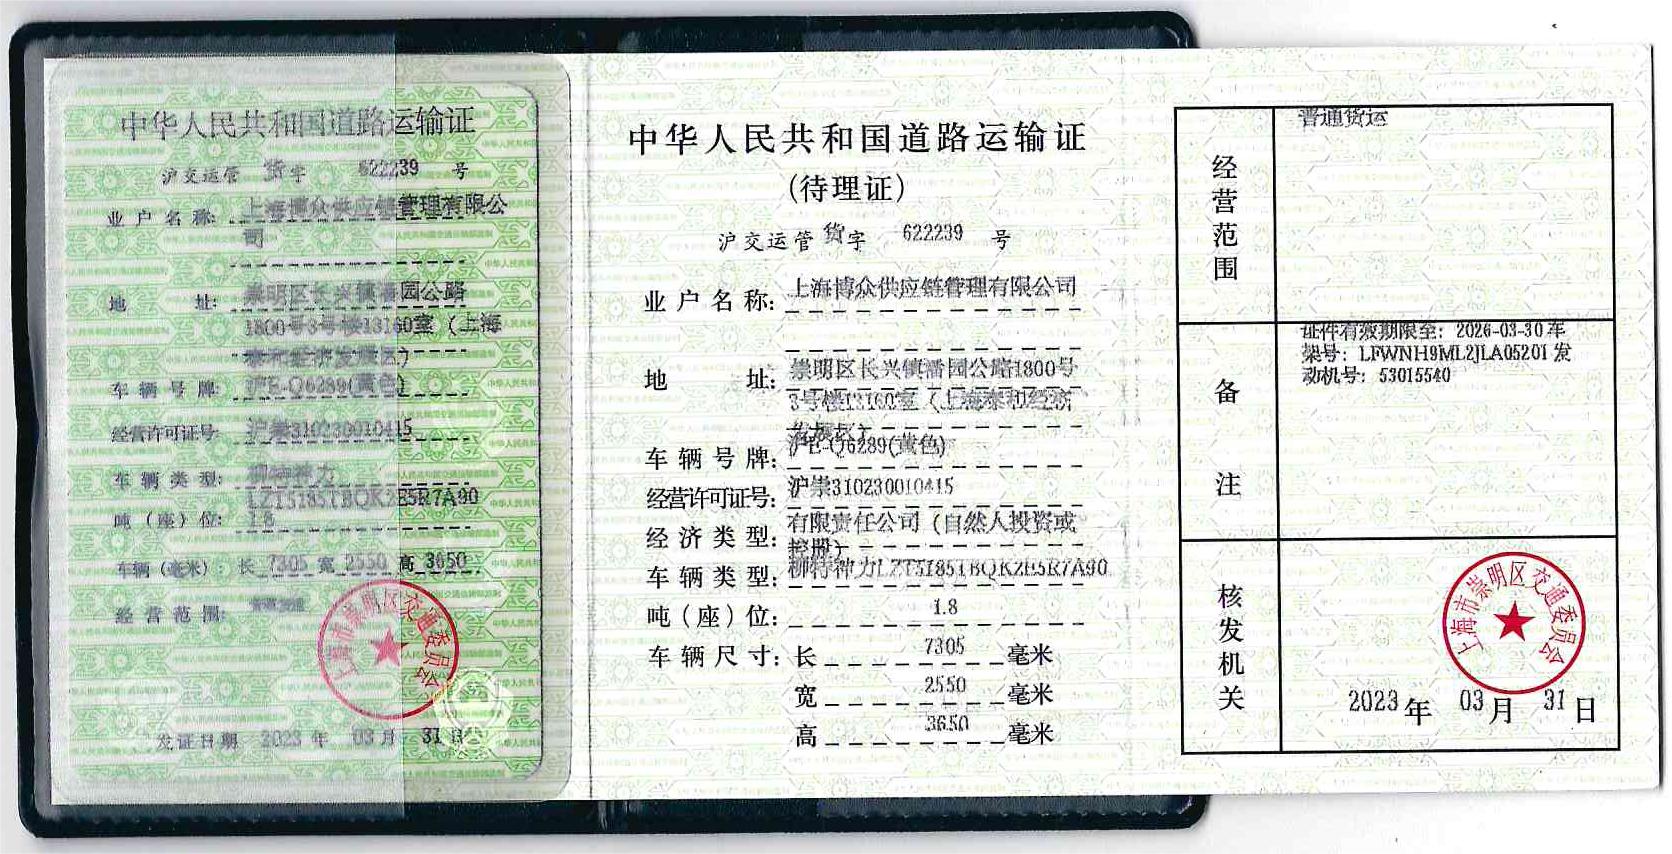 中华人民共和国道路运输证
沪交运管 货字 622239 号
业户名称: 上海博众供应链管理有限公
司
地 址: 崇明区长兴镇潘园公路
1800号3号楼13160室（上海
泰和经济发展区）
车辆号牌: 沪E-Q6289(黄色)
经营许可证号: 沪崇310230010415
车辆类型: 柳特神力
LZT5185TBQK2E5R7A90
吨（座）位: 1.8
车辆(毫米): 长 7305 宽 2550 高 3650
经营范围: 普通货运
上海市崇明区交通委员会
发证日期 2023 年 03 月 31 日
中华人民共和国道路运输证
(待理证)
沪交运管 货字 622239 号
业户名称: 上海博众供应链管理有限公司
地 址: 崇明区长兴镇潘园公路1800号
3号楼13160室（上海泰和经济
发展区）
车辆号牌: 沪E-Q6289(黄色)
经营许可证号: 沪崇310230010415
经济类型: 有限责任公司（自然人投资或
控股）
车辆类型: 柳特神力LZT5185TBQK2E5R7A90
吨（座）位: 1.8
车辆尺寸: 长 7305 毫米
宽 2550 毫米
高 3650 毫米
经营范围
普通货运
备注
证件有效期限至: 2026-03-30 车
架号: LFWNH9ML2JLA05201 发
动机号: 53015540
核发机关
上海市崇明区交通委员会
2023 年 03 月 31 日